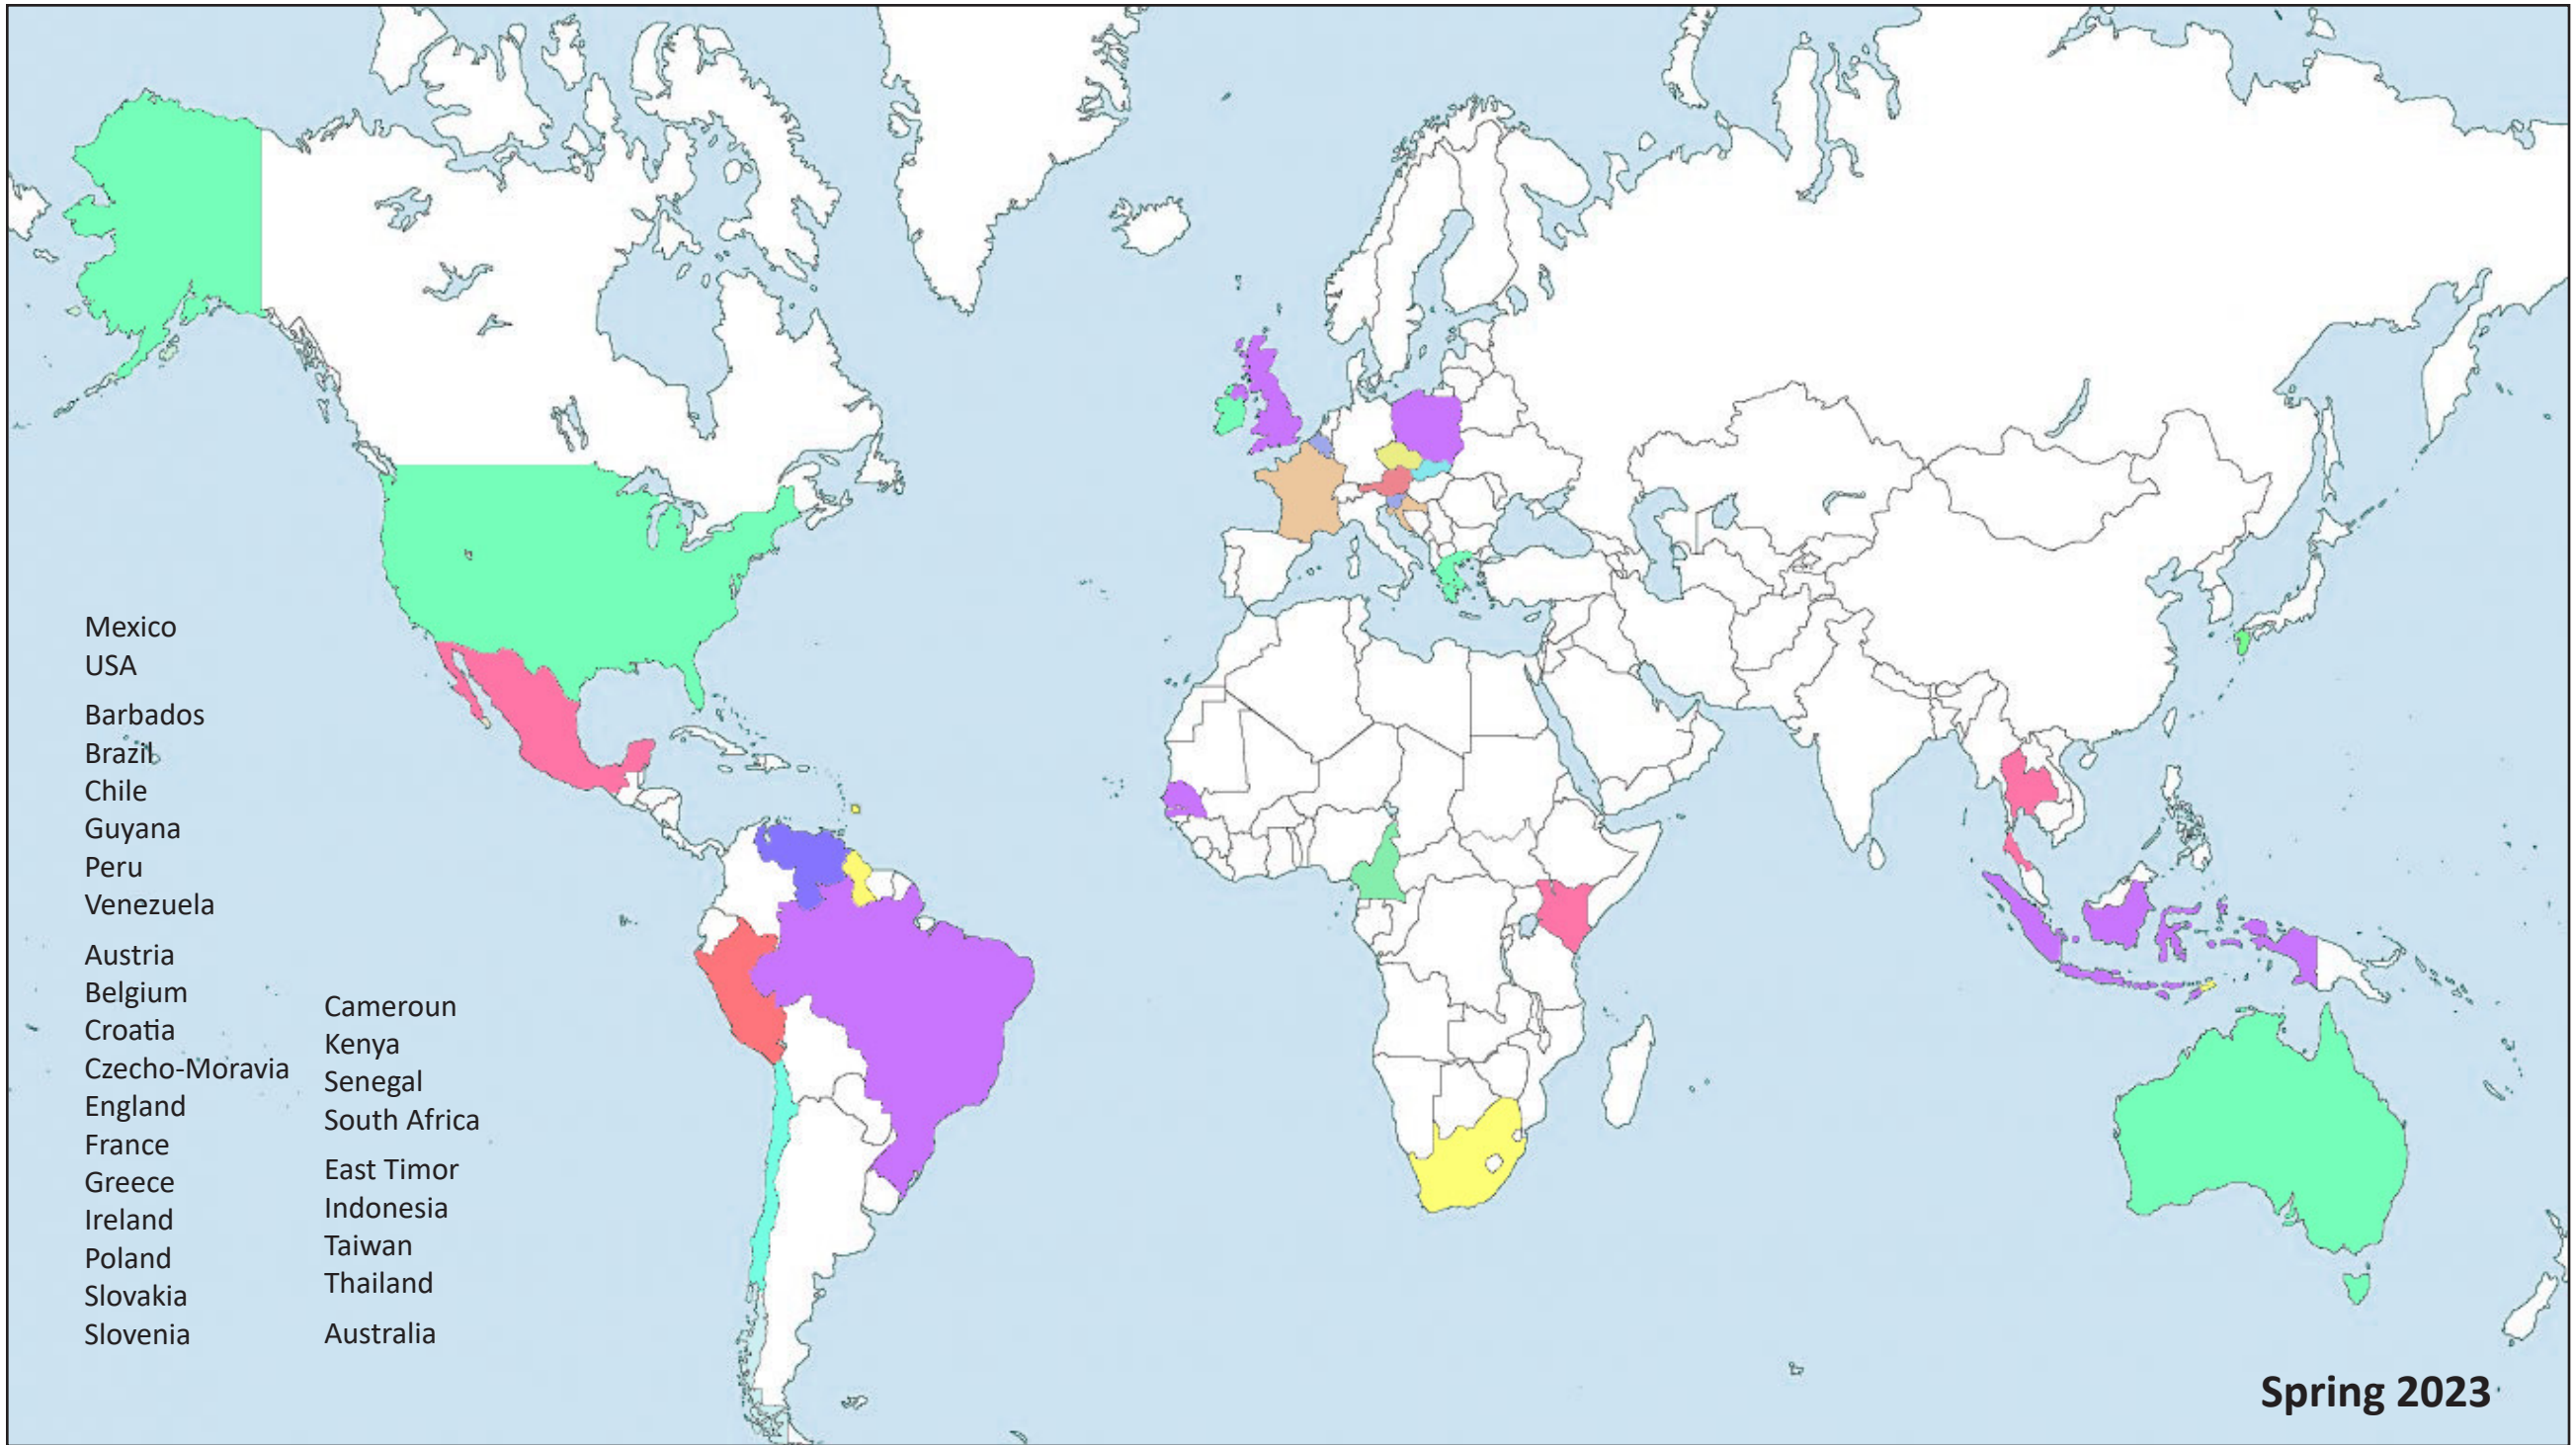 Mexico
USA
Barbados
Brazil
Chile
Guyana
Peru
Venezuela
Austria
Belgium
Croatia
Czecho-Moravia
England
France
Greece
Ireland
Poland
Slovakia
Slovenia
Cameroun
Kenya
Senegal
South Africa
East Timor
Indonesia
Taiwan
Thailand
Australia
Spring 2023